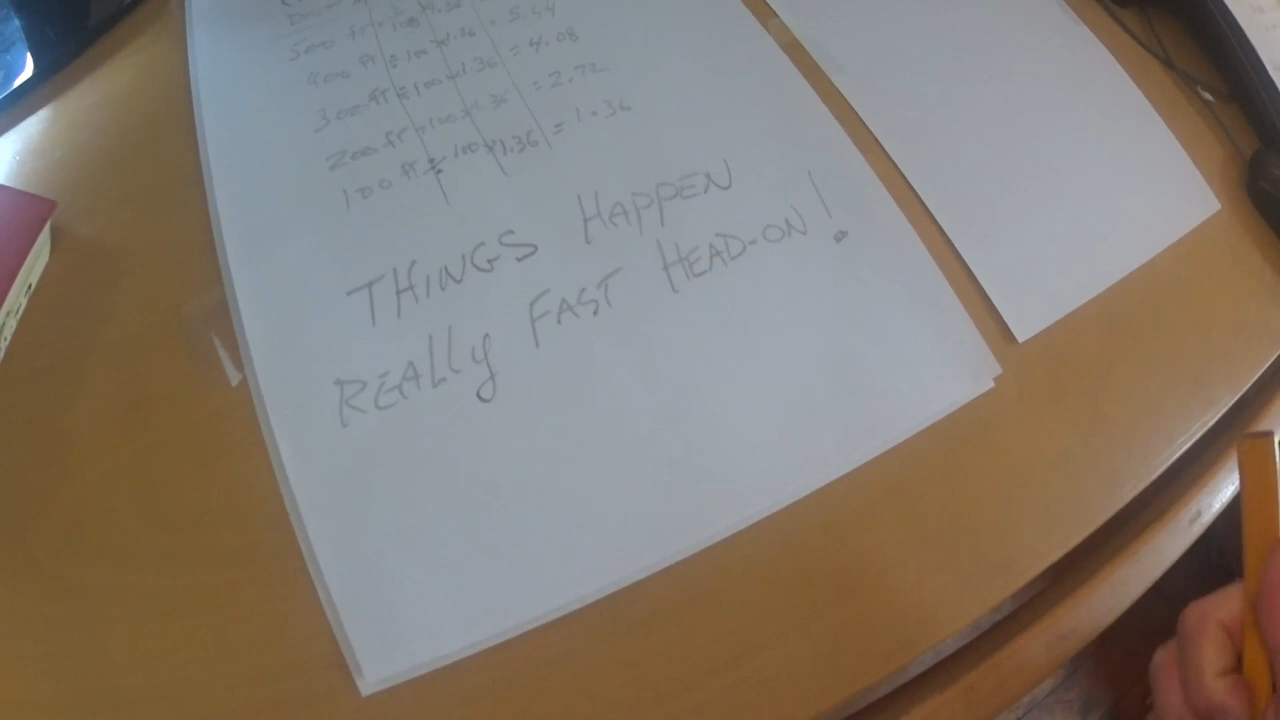 500 ft ÷ 100 × 1.36
400 ft ÷ 100 × 1.36 = 5.44
300 ft ÷ 100 × 1.36 = 4.08
200 ft ÷ 100 × 1.36 = 2.72
100 ft ÷ 100 × 1.36 = 1.36
THINGS HAPPEN
REALLy FAST HEAD-ON!